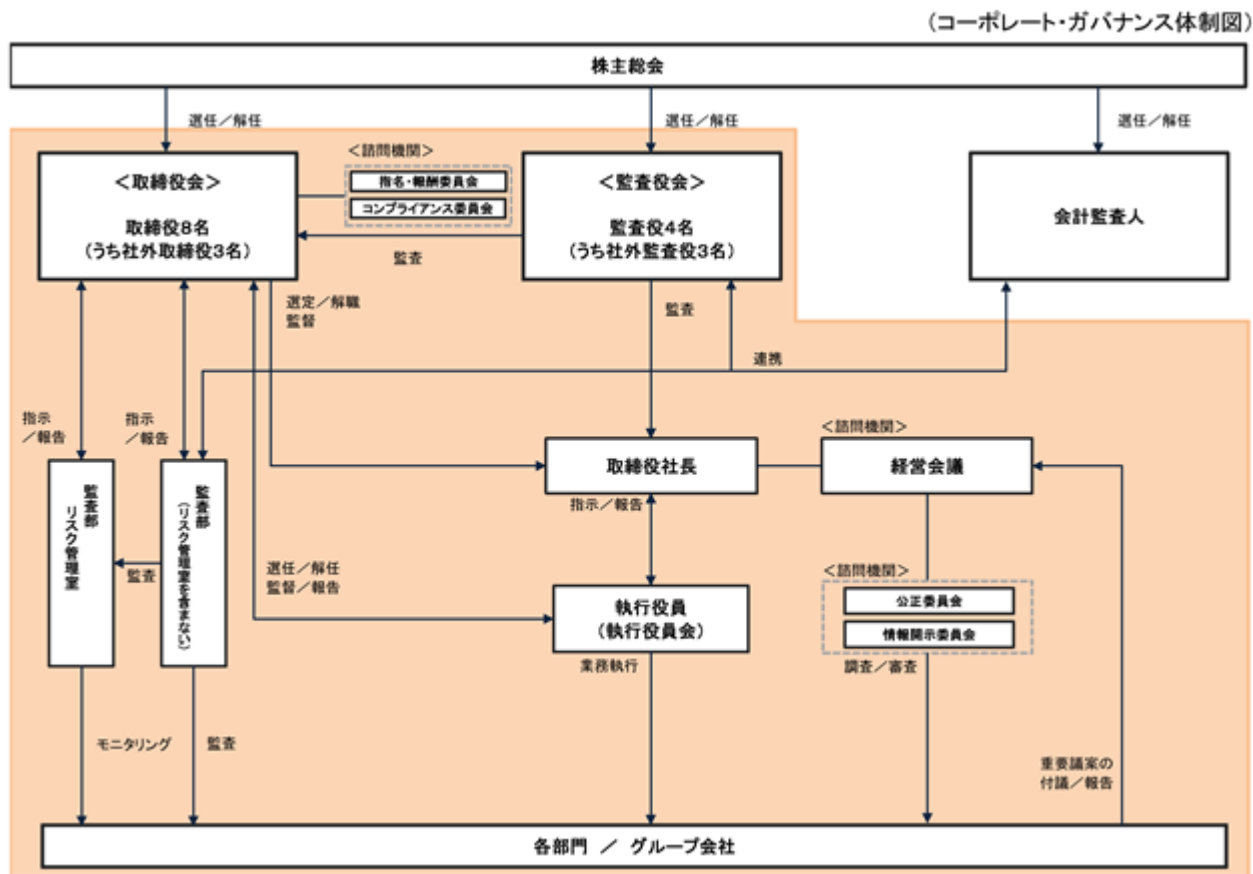 (コーポレート・ガバナンス体制図)
株主総会
選任／解任
選任／解任
選任／解任
＜取締役会＞
取締役8名
(うち社外取締役3名)
＜諮問機関＞
指名・報酬委員会
コンプライアンス委員会
＜監査役会＞
監査役4名
(うち社外監査役3名)
会計監査人
監査
選定／解職
監督
監査
連携
指示
／報告
指示
／報告
取締役社長
＜諮問機関＞
経営会議
指示／報告
監査部
リスク管理室
監査
監査部
(リスク管理室を含まない)
選任／解任
監督／報告
執行役員
(執行役員会)
業務執行
＜諮問機関＞
公正委員会
情報開示委員会
調査／審査
モニタリング
監査
重要議案の
付議／報告
各部門 ／ グループ会社